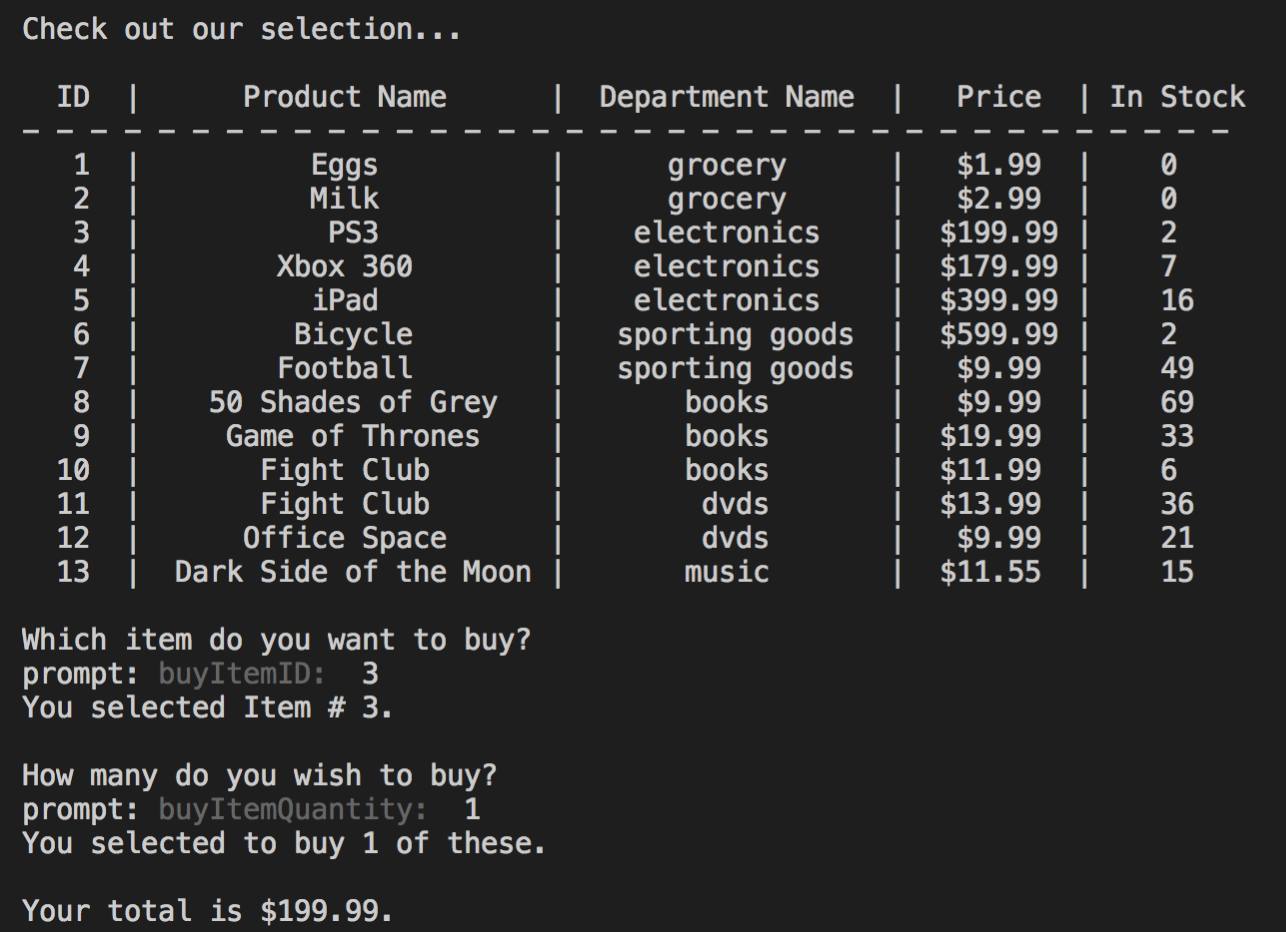 Check out our selection...
ID | Product Name | Department Name | Price | In Stock
- - - - - - - - - - - - - - - - - - - - - - - - - - - - - - - - - - - -
1 | Eggs | grocery | $1.99 | 0
2 | Milk | grocery | $2.99 | 0
3 | PS3 | electronics | $199.99 | 2
4 | Xbox 360 | electronics | $179.99 | 7
5 | iPad | electronics | $399.99 | 16
6 | Bicycle | sporting goods | $599.99 | 2
7 | Football | sporting goods | $9.99 | 49
8 | 50 Shades of Grey | books | $9.99 | 69
9 | Game of Thrones | books | $19.99 | 33
10 | Fight Club | books | $11.99 | 6
11 | Fight Club | dvds | $13.99 | 36
12 | Office Space | dvds | $9.99 | 21
13 | Dark Side of the Moon | music | $11.55 | 15
Which item do you want to buy?
prompt: buyItemID: 3
You selected Item # 3.
How many do you wish to buy?
prompt: buyItemQuantity: 1
You selected to buy 1 of these.
Your total is $199.99.